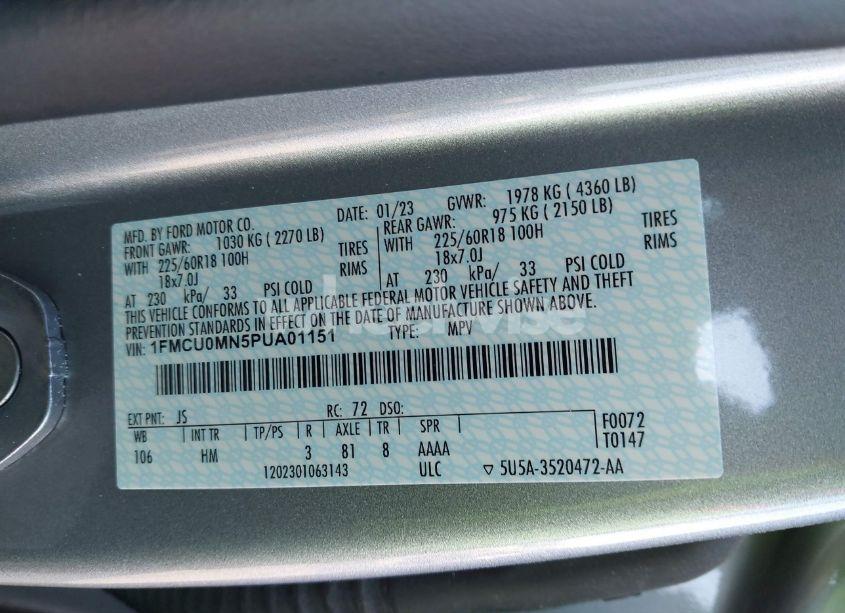 MFD. BY FORD MOTOR CO. DATE: 01/23 GVWR: 1978 KG ( 4360 LB)
FRONT GAWR: 1030 KG ( 2270 LB) REAR GAWR: 975 KG ( 2150 LB)
WITH 225/60R18 100H TIRES WITH 225/60R18 100H TIRES
18x7.0J RIMS 18x7.0J RIMS
AT 230 kPa/ 33 PSI COLD AT 230 kPa/ 33 PSI COLD
THIS VEHICLE CONFORMS TO ALL APPLICABLE FEDERAL MOTOR VEHICLE SAFETY AND THEFT
PREVENTION STANDARDS IN EFFECT ON THE DATE OF MANUFACTURE SHOWN ABOVE.
VIN: 1FMCU0MN5PUA01151 TYPE: MPV
EXT PNT: JS RC: 72 DSO: F0072
WB INT TR TP/PS R AXLE TR SPR T0147
106 HM 3 81 8 AAAA
1202301063143 ULC ▽ 5U5A-3520472-AA